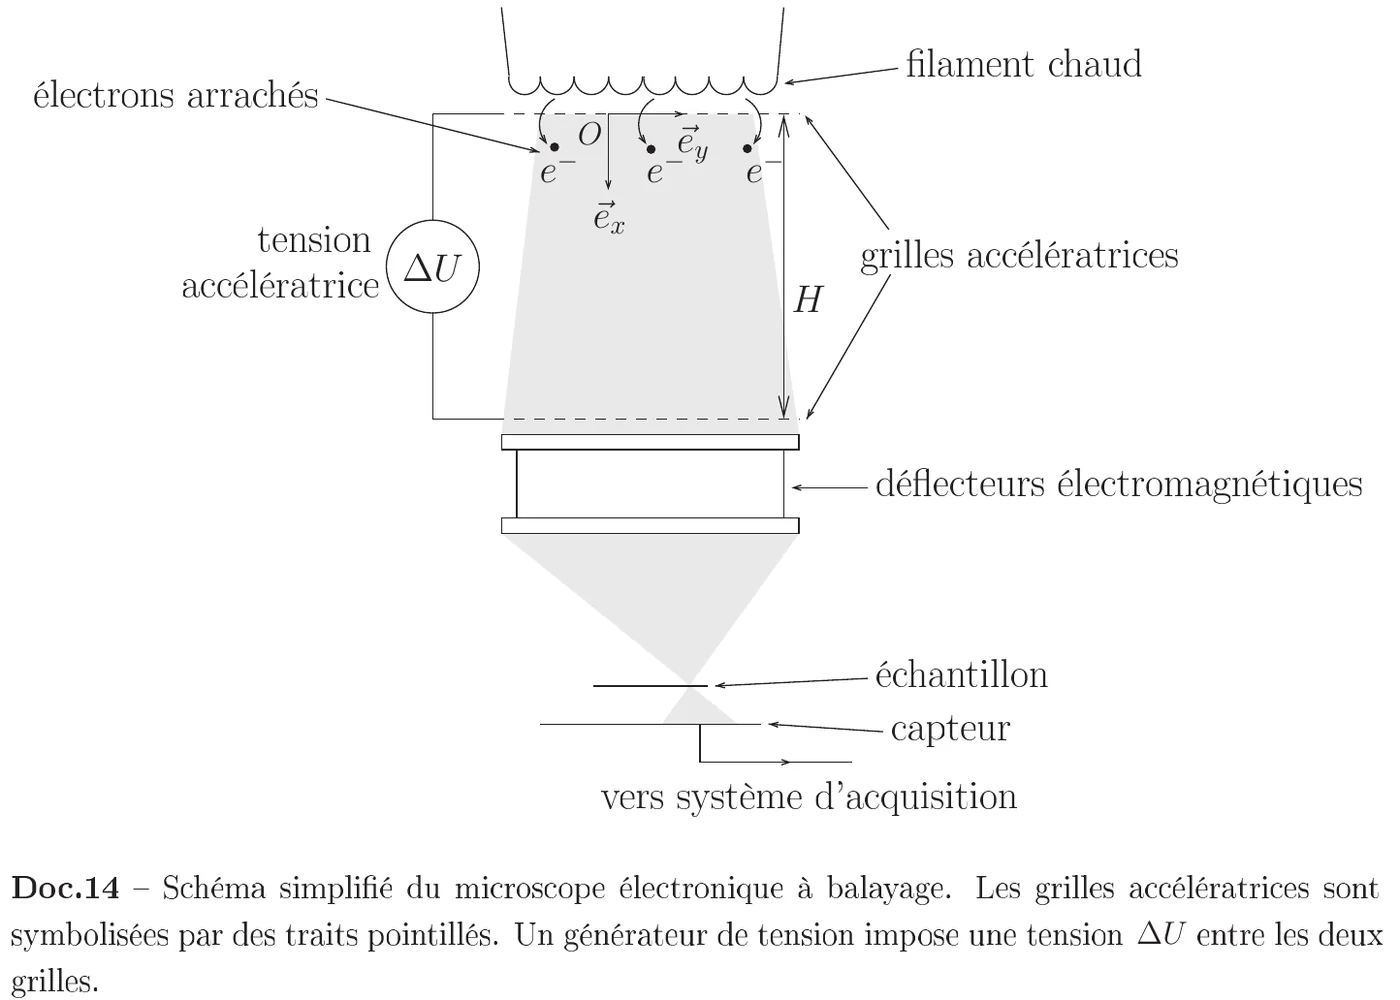 filament chaud
électrons arrachés
O
e⃗_y
e⁻
e⁻
e⁻
e⃗_x
tension
accélératrice
ΔU
grilles accélératrices
H
déflecteurs électromagnétiques
échantillon
capteur
vers système d'acquisition
Doc.14 – Schéma simplifié du microscope électronique à balayage. Les grilles accélératrices sont
symbolisées par des traits pointillés. Un générateur de tension impose une tension ΔU entre les deux
grilles.